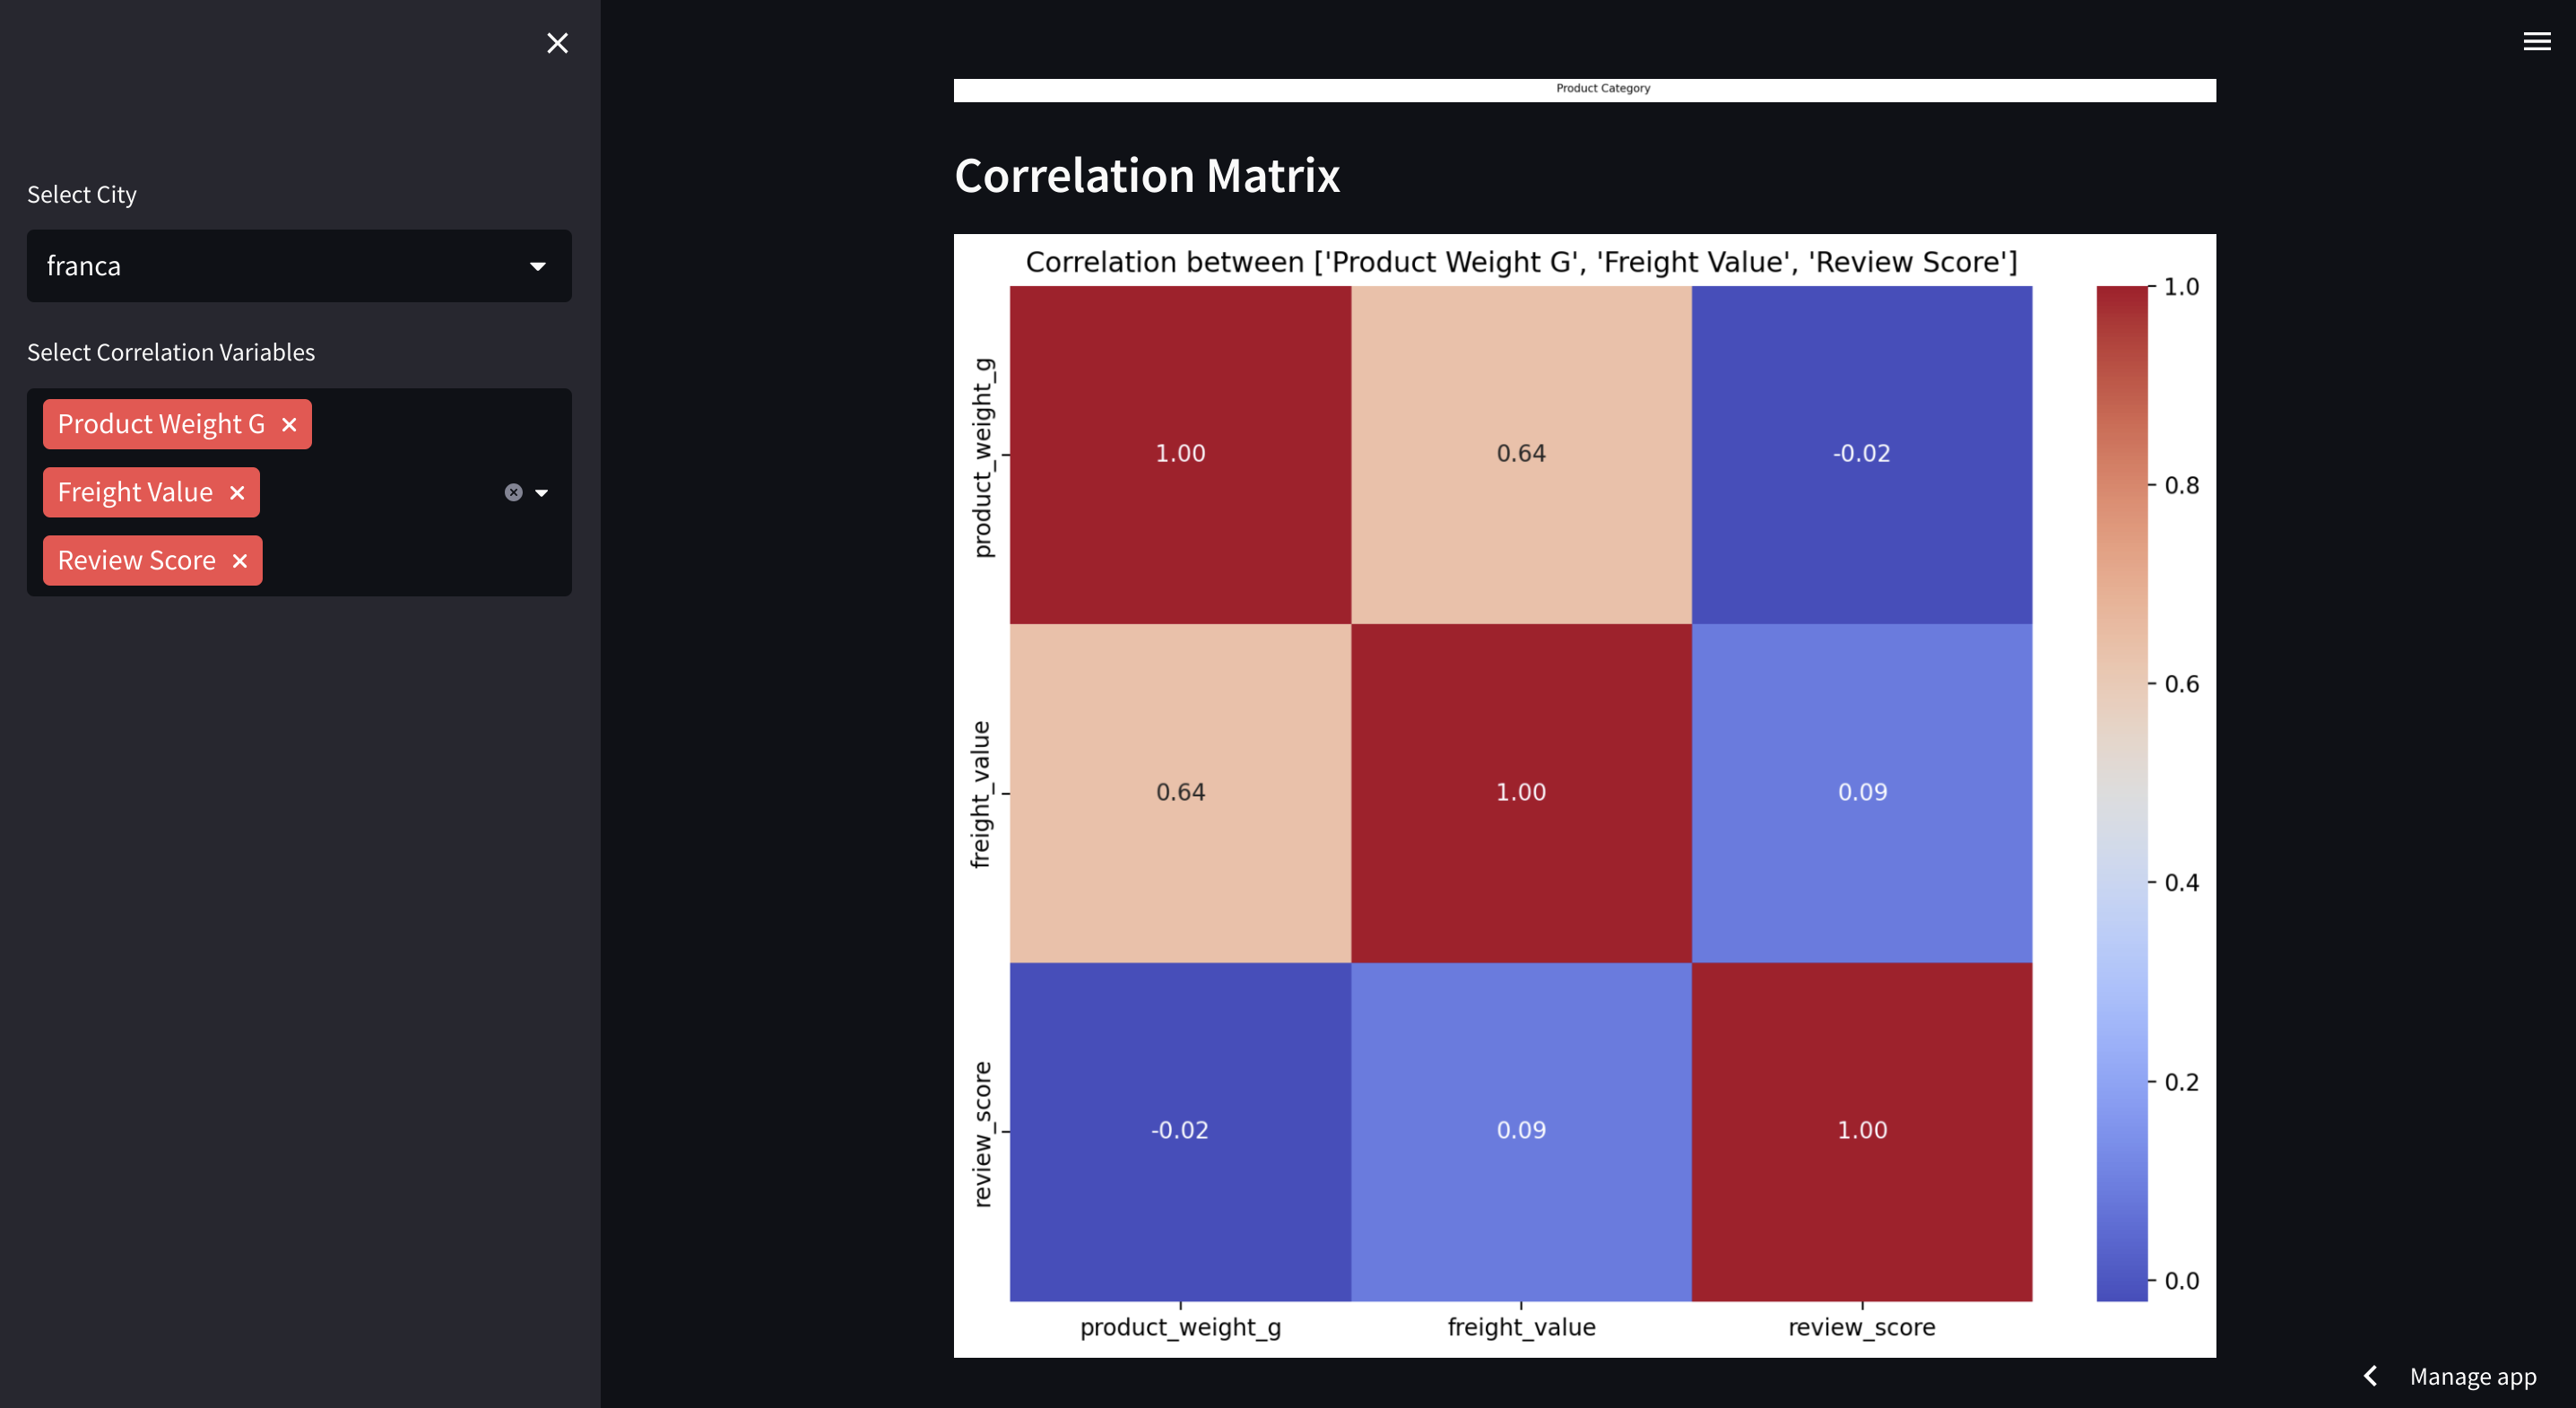 Select City
franca
Select Correlation Variables
Product Weight G
Freight Value
Review Score
Product Category
Correlation Matrix
Correlation between ['Product Weight G', 'Freight Value', 'Review Score']
product_weight_g
1.00 0.64 -0.02
freight_value
0.64 1.00 0.09
review_score
-0.02 0.09 1.00
product_weight_g freight_value review_score
1.0
0.8
0.6
0.4
0.2
0.0
Manage app